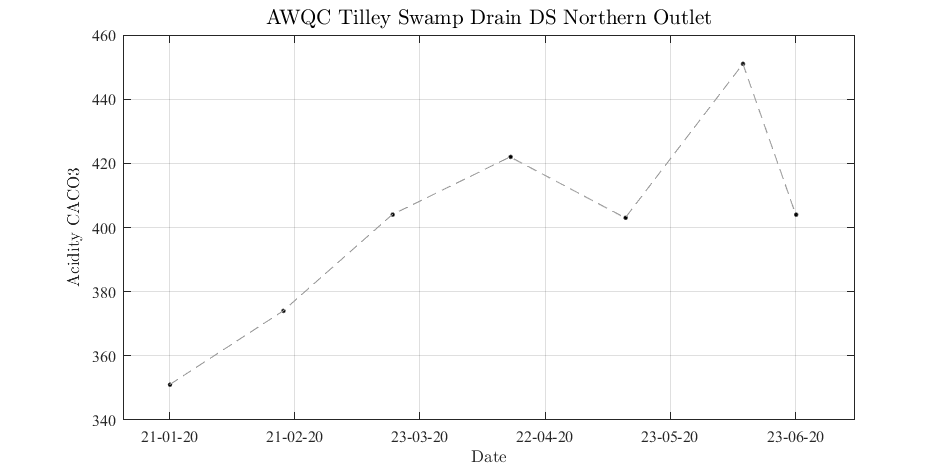 AWQC Tilley Swamp Drain DS Northern Outlet
460
440
420
400
380
360
340
Acidity CACO3
21-01-20 21-02-20 23-03-20 22-04-20 23-05-20 23-06-20
Date